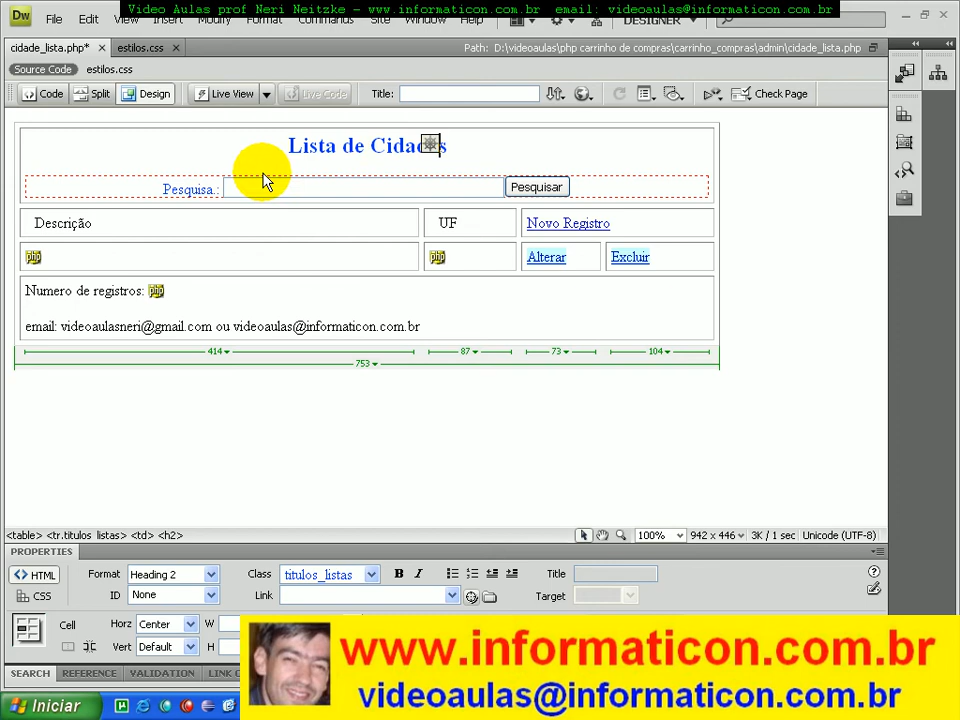 Video Aulas prof Neri Neitzke – www.informaticon.com.br email: videoaulas@informaticon.com.br
Dw File Edit View Insert Modify Format Commands Site Window Help DESIGNER
cidade_lista.php* estilos.css Path: D:\videoaulas\php carrinho de compras\carrinho_compras\admin\cidade_lista.php
Source Code estilos.css
Code Split Design Live View Live Code Title: Check Page
Lista de Cidades
Pesquisa.: Pesquisar
Descrição UF Novo Registro
php php Alterar Excluir
Numero de registros: php
email: videoaulasneri@gmail.com ou videoaulas@informaticon.com.br
414 87 73 104
753
<table> <tr.titulos_listas> <td> <h2> 100% 942 x 446 3K / 1 sec Unicode (UTF-8)
PROPERTIES
HTML Format Heading 2 Class titulos_listas B I Title
CSS ID None Link Target
Cell Horz Center W
Vert Default H
www.informaticon.com.br
videoaulas@informaticon.com.br
SEARCH REFERENCE VALIDATION LINK
Iniciar